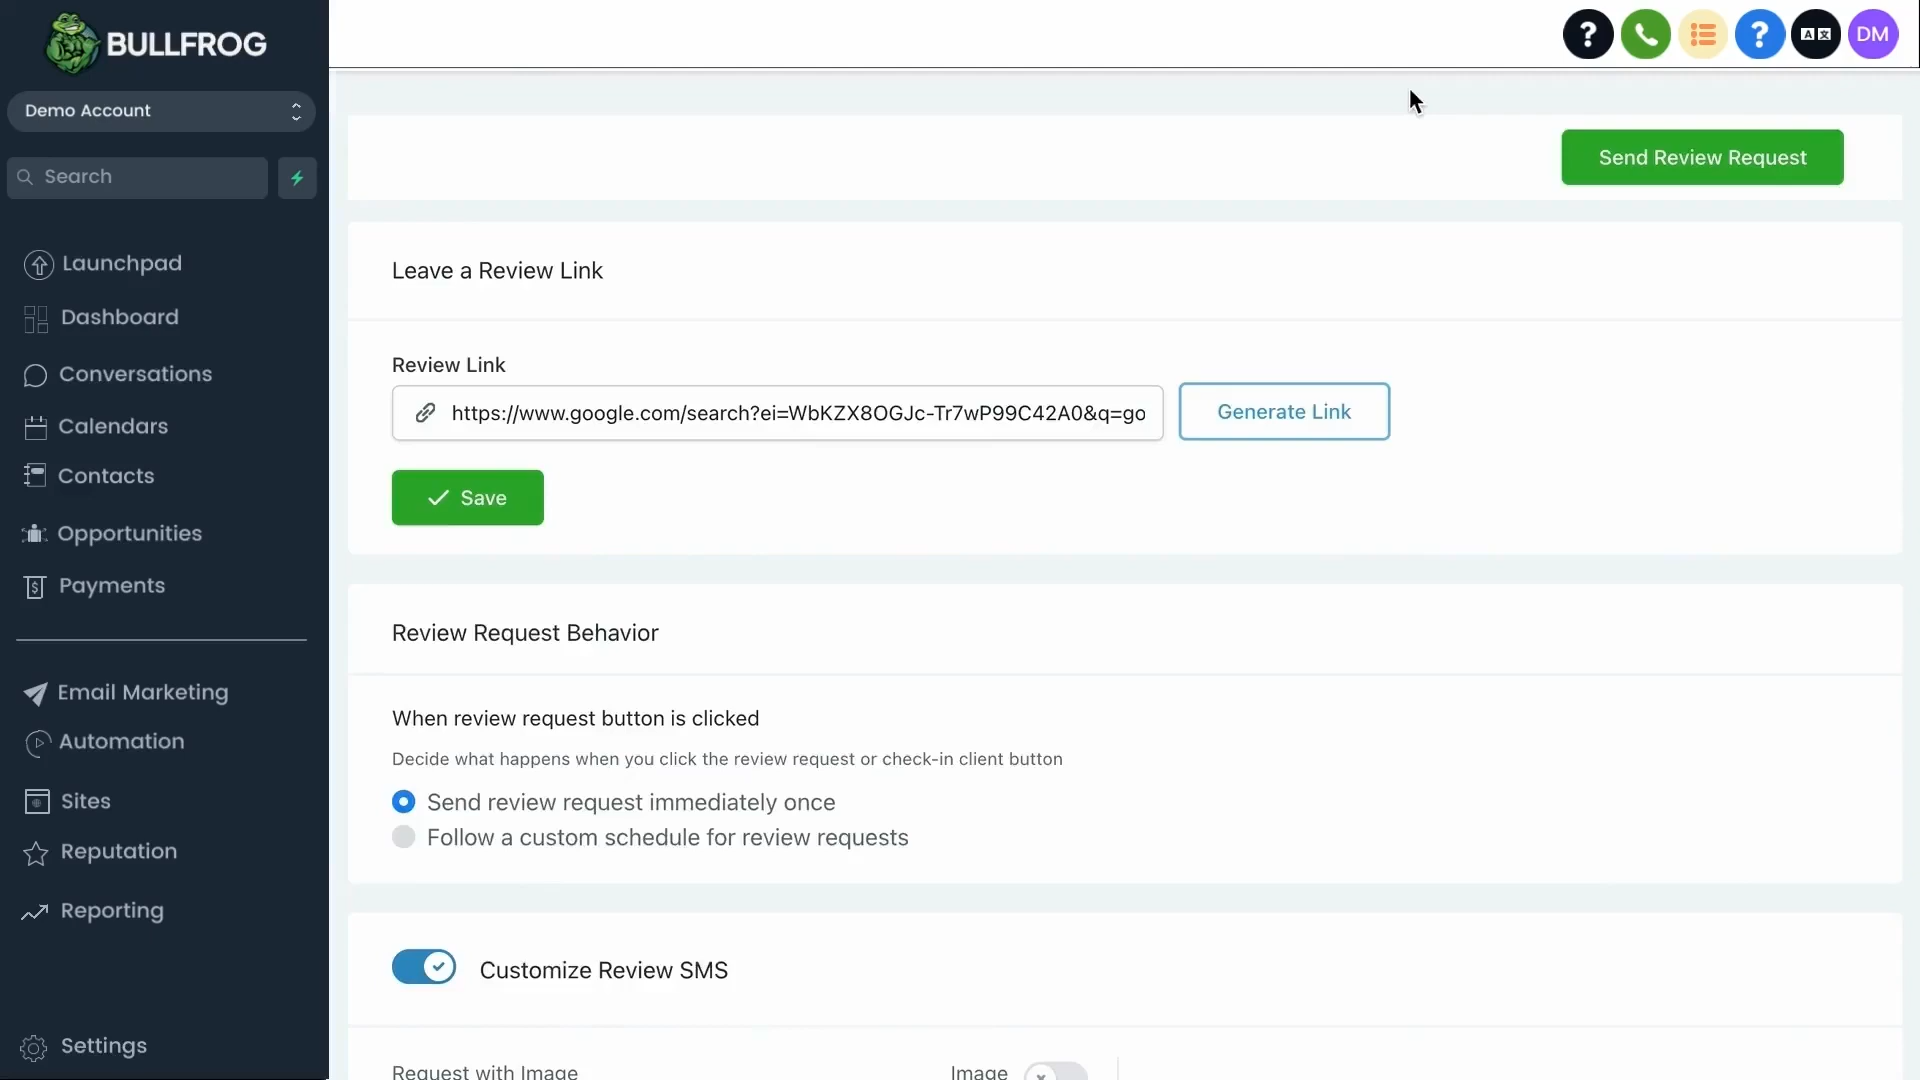 BULLFROG
Demo Account
Search
Launchpad
Dashboard
Conversations
Calendars
Contacts
Opportunities
Payments
Email Marketing
Automation
Sites
Reputation
Reporting
Settings
? ? A DM
Send Review Request
Leave a Review Link
Review Link
https://www.google.com/search?ei=WbKZX8OGJc-Tr7wP99C42A0&q=go
Generate Link
Save
Review Request Behavior
When review request button is clicked
Decide what happens when you click the review request or check-in client button
Send review request immediately once
Follow a custom schedule for review requests
Customize Review SMS
Request with Image
Image